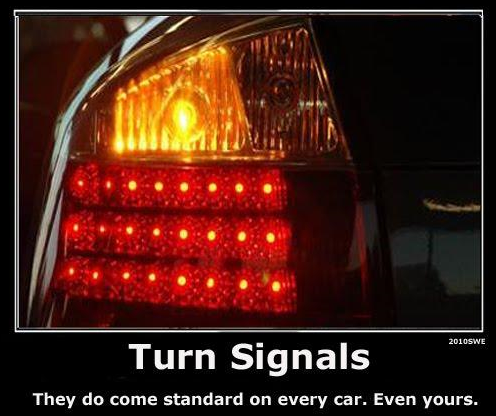 2010SWE
Turn Signals
They do come standard on every car. Even yours.